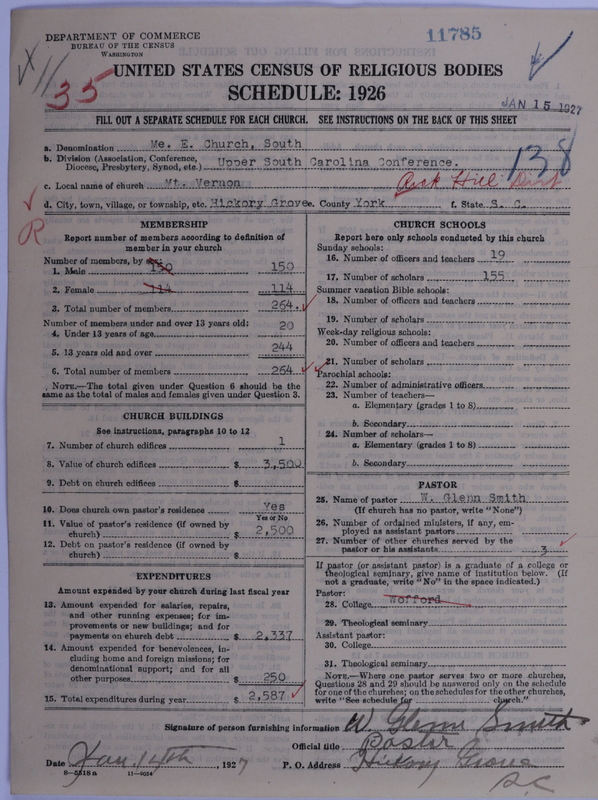 DEPARTMENT OF COMMERCE
BUREAU OF THE CENSUS
WASHINGTON
11785
35
UNITED STATES CENSUS OF RELIGIOUS BODIES
SCHEDULE: 1926
JAN 15 1927
FILL OUT A SEPARATE SCHEDULE FOR EACH CHURCH. SEE INSTRUCTIONS ON THE BACK OF THIS SHEET
138
a. Denomination Me. E. Church, South
b. Division (Association, Conference, Diocese, Presbytery, Synod, etc.) Upper South Carolina Conference.
c. Local name of church Mt. Vernon
Rock Hill Dist
d. City, town, village, or township, etc. Hickory Grove e. County York f. State S. C.
R
MEMBERSHIP
Report number of members according to definition of
member in your church
Number of members, by sex:
1. Male 150 150
2. Female 114 114
3. Total number of members 264.
Number of members under and over 13 years old:
4. Under 13 years of age 20
5. 13 years old and over 244
6. Total number of members 264
NOTE.—The total given under Question 6 should be the
same as the total of males and females given under Question 3.
CHURCH BUILDINGS
See instructions, paragraphs 10 to 12
7. Number of church edifices 1
8. Value of church edifices $ 3,500
9. Debt on church edifices $
10. Does church own pastor's residence Yes
Yes or No
11. Value of pastor's residence (if owned by
church) $ 2,500
12. Debt on pastor's residence (if owned by
church) $
EXPENDITURES
Amount expended by your church during last fiscal year
13. Amount expended for salaries, repairs,
and other running expenses; for im-
provements or new buildings; and for
payments on church debt $ 2,337
14. Amount expended for benevolences, in-
cluding home and foreign missions; for
denominational support; and for all
other purposes $ 250
15. Total expenditures during year $ 2,587
CHURCH SCHOOLS
Report here only schools conducted by this church
Sunday schools:
16. Number of officers and teachers 19
17. Number of scholars 155
Summer vacation Bible schools:
18. Number of officers and teachers
19. Number of scholars
Week-day religious schools:
20. Number of officers and teachers
21. Number of scholars
Parochial schools:
22. Number of administrative officers
23. Number of teachers—
a. Elementary (grades 1 to 8)
b. Secondary
24. Number of scholars—
a. Elementary (grades 1 to 8)
b. Secondary
PASTOR
25. Name of pastor W. Glenn Smith
(If church has no pastor, write "None")
26. Number of ordained ministers, if any, em-
ployed as assistant pastors
27. Number of other churches served by the
pastor or his assistants 3
If pastor (or assistant pastor) is a graduate of a college or
theological seminary, give name of institution below. (If
not a graduate, write "No" in the space indicated.)
Pastor:
28. College Wofford
29. Theological seminary
Assistant pastor:
30. College
31. Theological seminary
NOTE.—Where one pastor serves two or more churches,
Questions 28 and 29 should be answered only on the schedule
for one of the churches; on the schedules for the other churches,
write "See schedule for church."
Signature of person furnishing information W Glenn Smith
Official title Pastor
Date Jan 14th, 1927 P. O. Address Hickory Grove
S.C
8—5518 a 11—9054